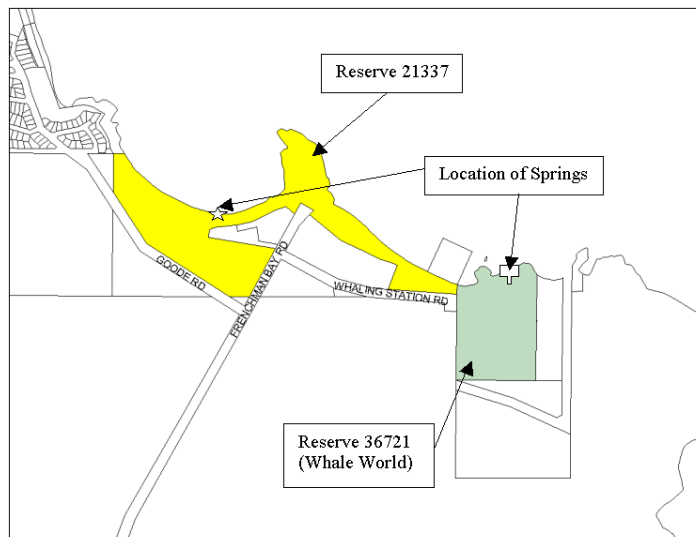 Reserve 21337
Location of Springs
GOODE RD
FRENCHMAN BAY RD
WHALING STATION RD
Reserve 36721
(Whale World)